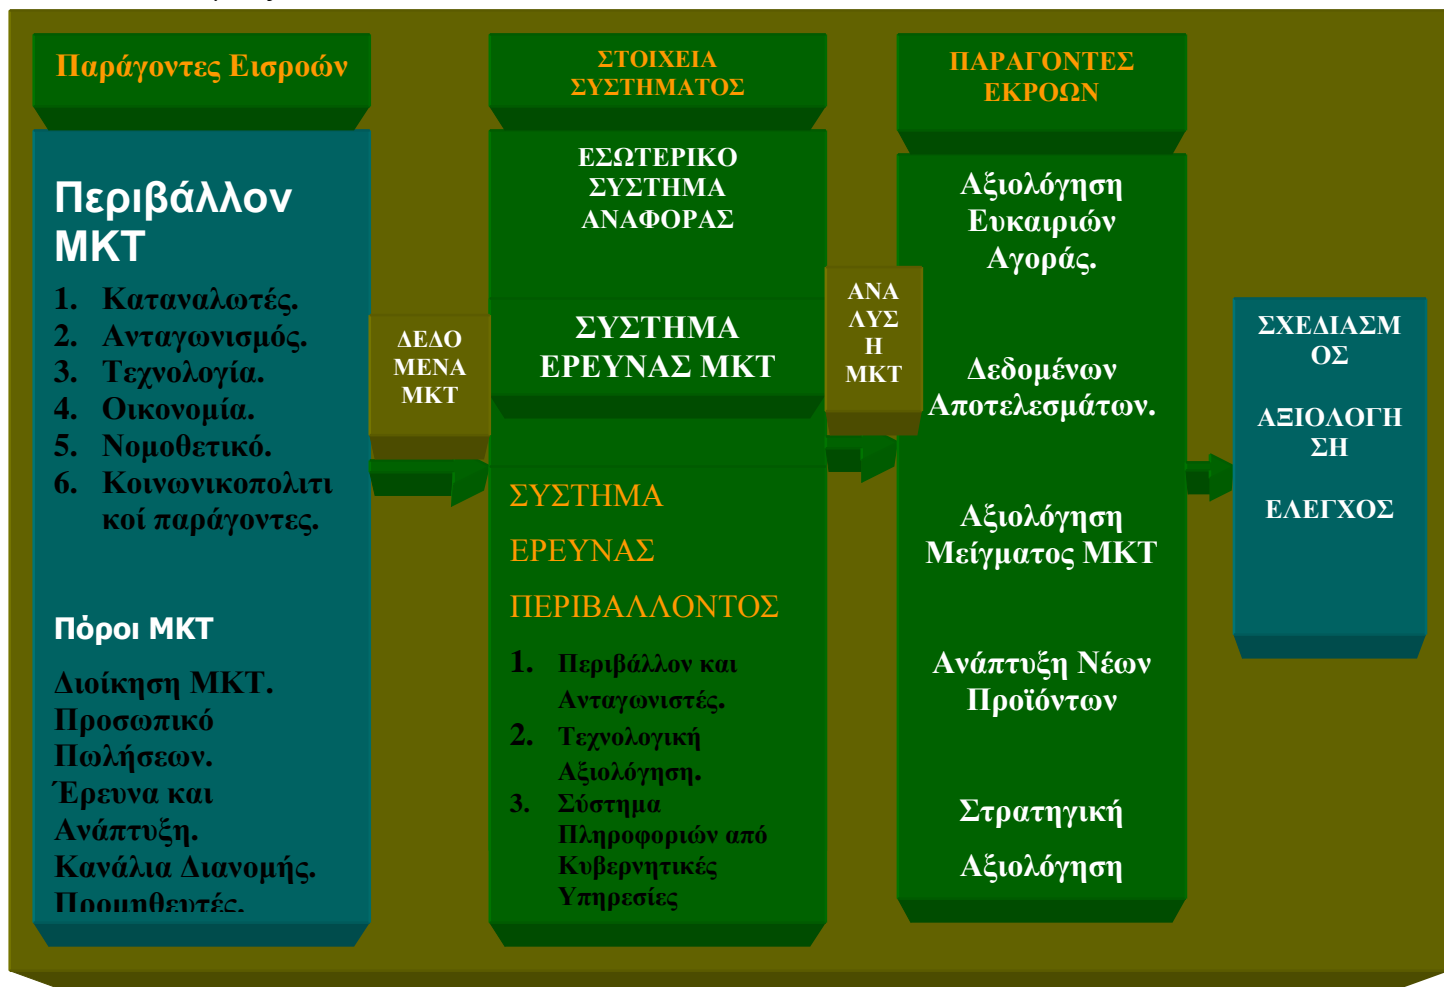 Παράγοντες Εισροών
Περιβάλλον
ΜΚΤ
1. Καταναλωτές.
2. Ανταγωνισμός.
3. Τεχνολογία.
4. Οικονομία.
5. Νομοθετικό.
6. Κοινωνικοπολιτι
κοί παράγοντες.
Πόροι ΜΚΤ
Διοίκηση ΜΚΤ.
Προσωπικό
Πωλήσεων.
Έρευνα και
Ανάπτυξη.
Κανάλια Διανομής.
Προμηθευτές.
ΔΕΔΟ
ΜΕΝΑ
ΜΚΤ
ΣΤΟΙΧΕΙΑ
ΣΥΣΤΗΜΑΤΟΣ
ΕΣΩΤΕΡΙΚΟ
ΣΥΣΤΗΜΑ
ΑΝΑΦΟΡΑΣ
ΣΥΣΤΗΜΑ
ΕΡΕΥΝΑΣ ΜΚΤ
ΣΥΣΤΗΜΑ
ΕΡΕΥΝΑΣ
ΠΕΡΙΒΑΛΛΟΝΤΟΣ
1. Περιβάλλον και
Ανταγωνιστές.
2. Τεχνολογική
Αξιολόγηση.
3. Σύστημα
Πληροφοριών από
Κυβερνητικές
Υπηρεσίες
ΑΝΑ
ΛΥΣ
Η
ΜΚΤ
ΠΑΡΑΓΟΝΤΕΣ
ΕΚΡΟΩΝ
Αξιολόγηση
Ευκαιριών
Αγοράς.
Δεδομένων
Αποτελεσμάτων.
Αξιολόγηση
Μείγματος ΜΚΤ
Ανάπτυξη Νέων
Προϊόντων
Στρατηγική
Αξιολόγηση
ΣΧΕΔΙΑΣΜ
ΟΣ
ΑΞΙΟΛΟΓΗ
ΣΗ
ΕΛΕΓΧΟΣ